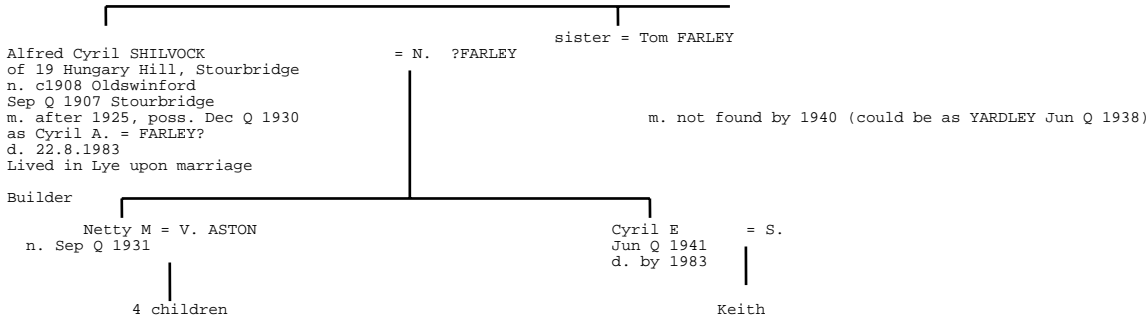 sister = Tom FARLEY
Alfred Cyril SHILVOCK = N. ?FARLEY
of 19 Hungary Hill, Stourbridge
n. c1908 Oldswinford
Sep Q 1907 Stourbridge
m. after 1925, poss. Dec Q 1930 m. not found by 1940 (could be as YARDLEY Jun Q 1938)
as Cyril A. = FARLEY?
d. 22.8.1983
Lived in Lye upon marriage
Builder
Netty M = V. ASTON Cyril E = S.
n. Sep Q 1931 Jun Q 1941
d. by 1983
4 children Keith